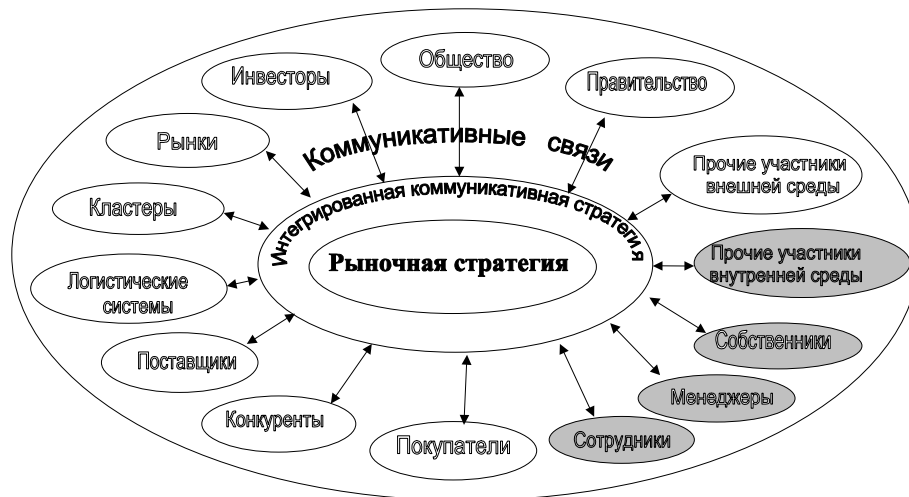 Общество
Инвесторы
Правительство
Рынки
Коммуникативные связи
Прочие участники
внешней среды
Кластеры
Интегрированная коммуникативная стратегия
Рыночная стратегия
Прочие участники
внутренней среды
Логистические
системы
Собственники
Поставщики
Менеджеры
Конкуренты
Покупатели
Сотрудники